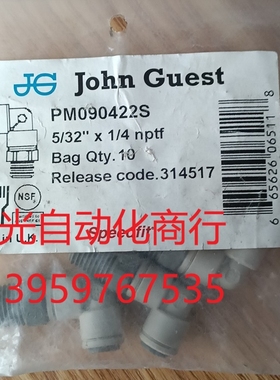 JG John Guest
PM090422S
5/32" x 1/4 nptf
Bag Qty. 10
Release code. 314517
NSF
in U.K.
Speedfit
光自动化商行
3959767535